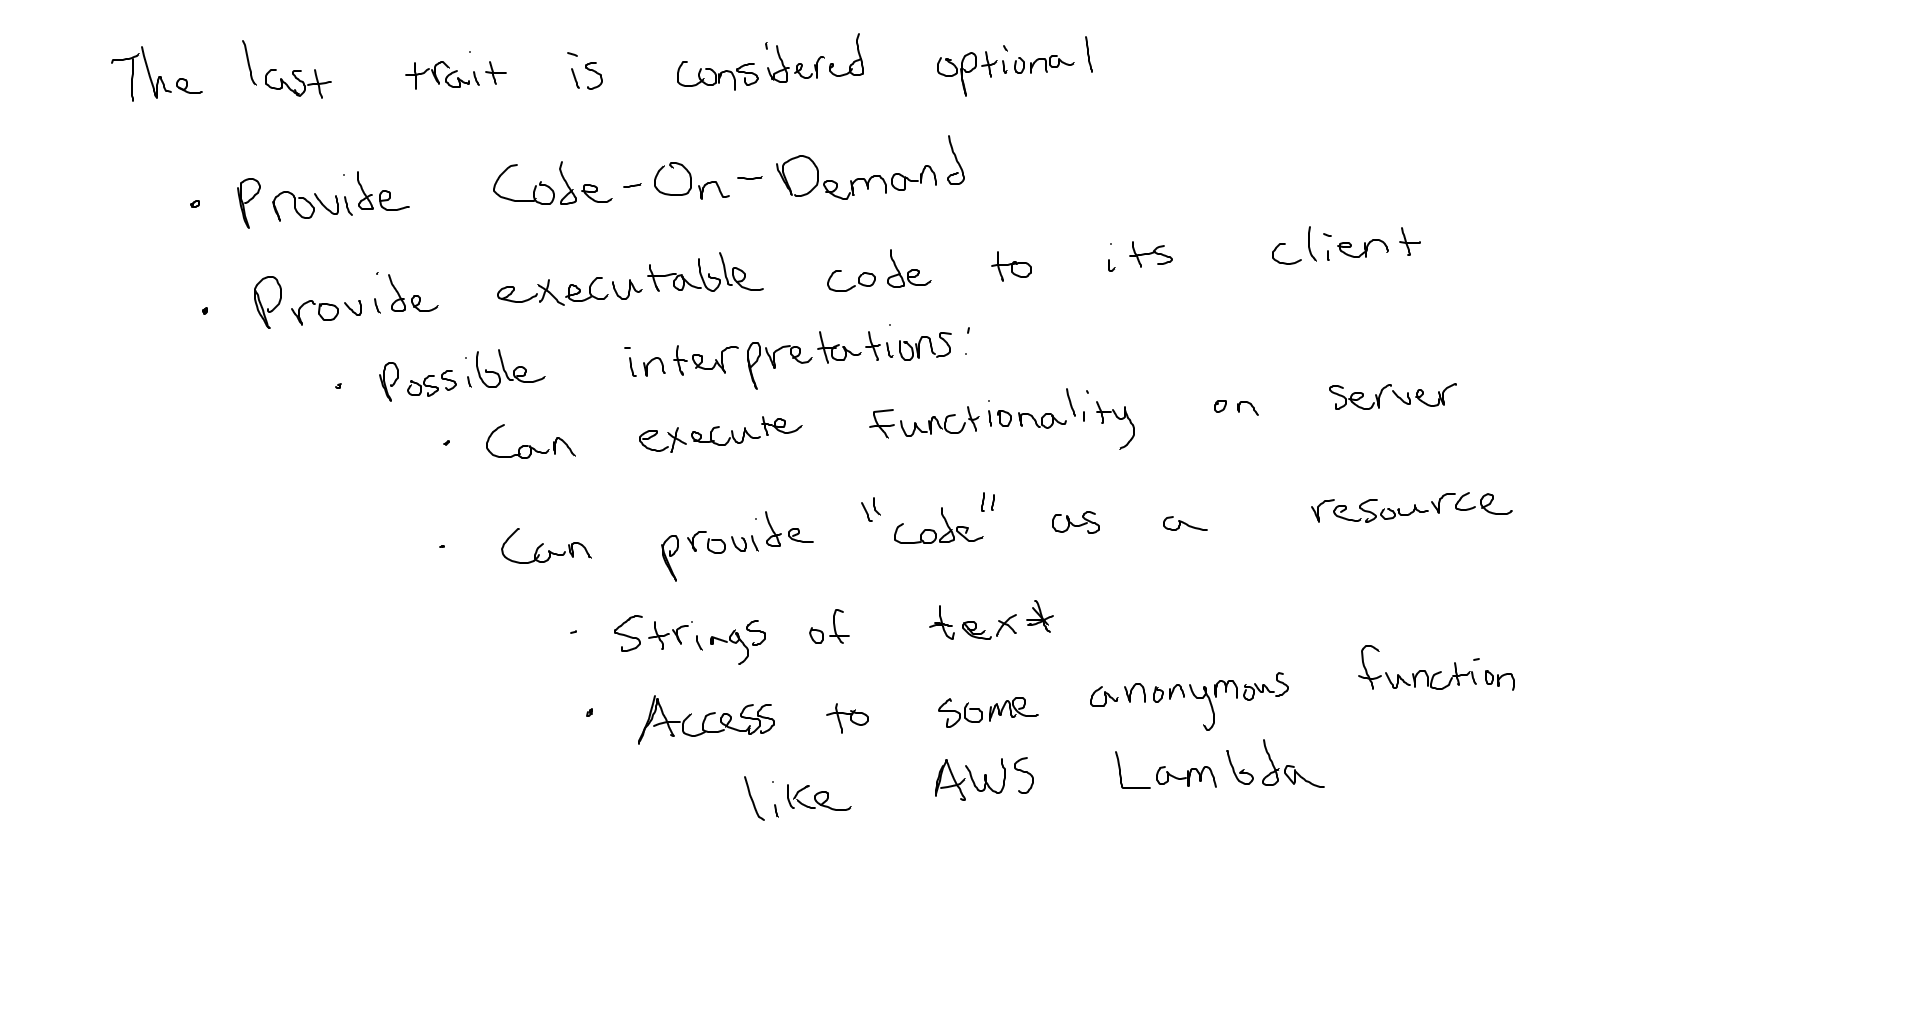 The last trait is considered optional
• Provide Code-On-Demand
• Provide executable code to its client
• Possible interpretations:
• Can execute functionality on server
• Can provide "code" as a resource
• Strings of text
• Access to some anonymous function
like AWS Lambda